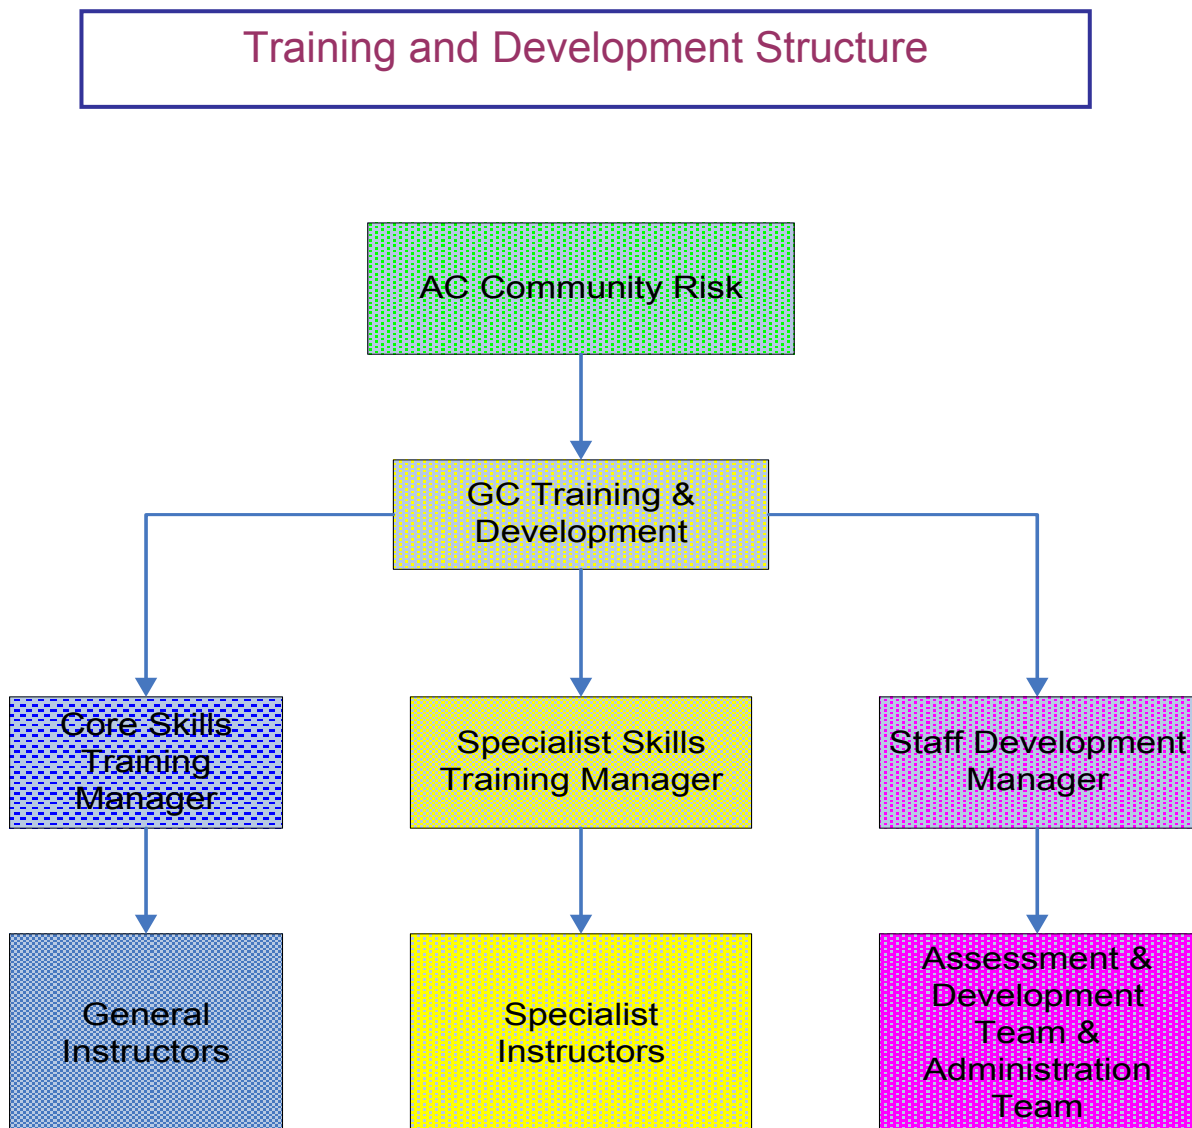 Training and Development Structure
AC Community Risk
GC Training &
Development
Core Skills
Training
Manager
Specialist Skills
Training Manager
Staff Development
Manager
General
Instructors
Specialist
Instructors
Assessment &
Development
Team &
Administration
Team